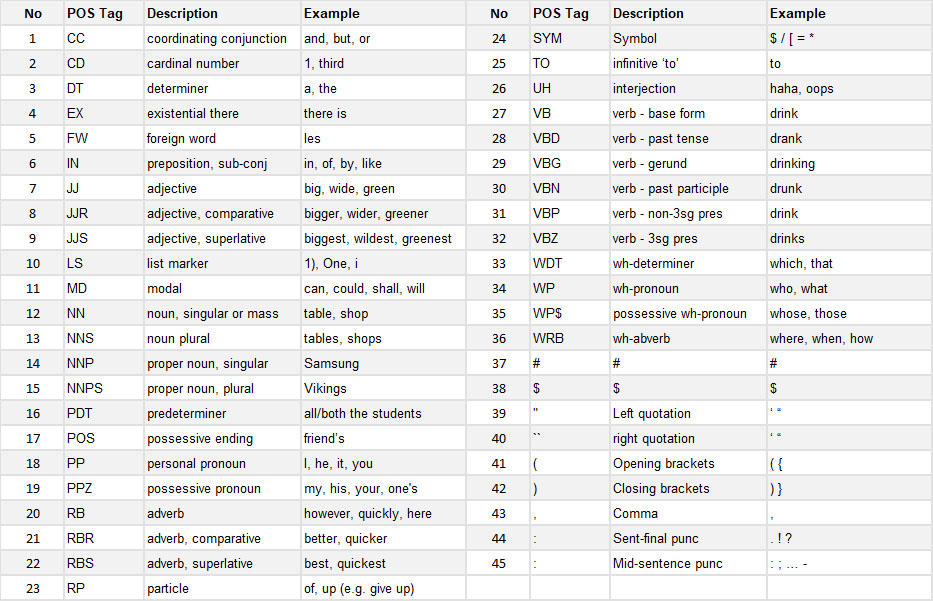 No POS Tag Description Example No POS Tag Description Example
1 CC coordinating conjunction and, but, or 24 SYM Symbol $ / [ = *
2 CD cardinal number 1, third 25 TO infinitive ‘to’ to
3 DT determiner a, the 26 UH interjection haha, oops
4 EX existential there there is 27 VB verb - base form drink
5 FW foreign word les 28 VBD verb - past tense drank
6 IN preposition, sub-conj in, of, by, like 29 VBG verb - gerund drinking
7 JJ adjective big, wide, green 30 VBN verb - past participle drunk
8 JJR adjective, comparative bigger, wider, greener 31 VBP verb - non-3sg pres drink
9 JJS adjective, superlative biggest, wildest, greenest 32 VBZ verb - 3sg pres drinks
10 LS list marker 1), One, i 33 WDT wh-determiner which, that
11 MD modal can, could, shall, will 34 WP wh-pronoun who, what
12 NN noun, singular or mass table, shop 35 WP$ possessive wh-pronoun whose, those
13 NNS noun plural tables, shops 36 WRB wh-abverb where, when, how
14 NNP proper noun, singular Samsung 37 # # #
15 NNPS proper noun, plural Vikings 38 $ $ $
16 PDT predeterminer all/both the students 39 " Left quotation ‘ “
17 POS possessive ending friend's 40 `` right quotation ‘ “
18 PP personal pronoun I, he, it, you 41 ( Opening brackets ( {
19 PPZ possessive pronoun my, his, your, one's 42 ) Closing brackets ) }
20 RB adverb however, quickly, here 43 , Comma ,
21 RBR adverb, comparative better, quicker 44 : Sent-final punc . ! ?
22 RBS adverb, superlative best, quickest 45 : Mid-sentence punc : ; … -
23 RP particle of, up (e.g. give up)